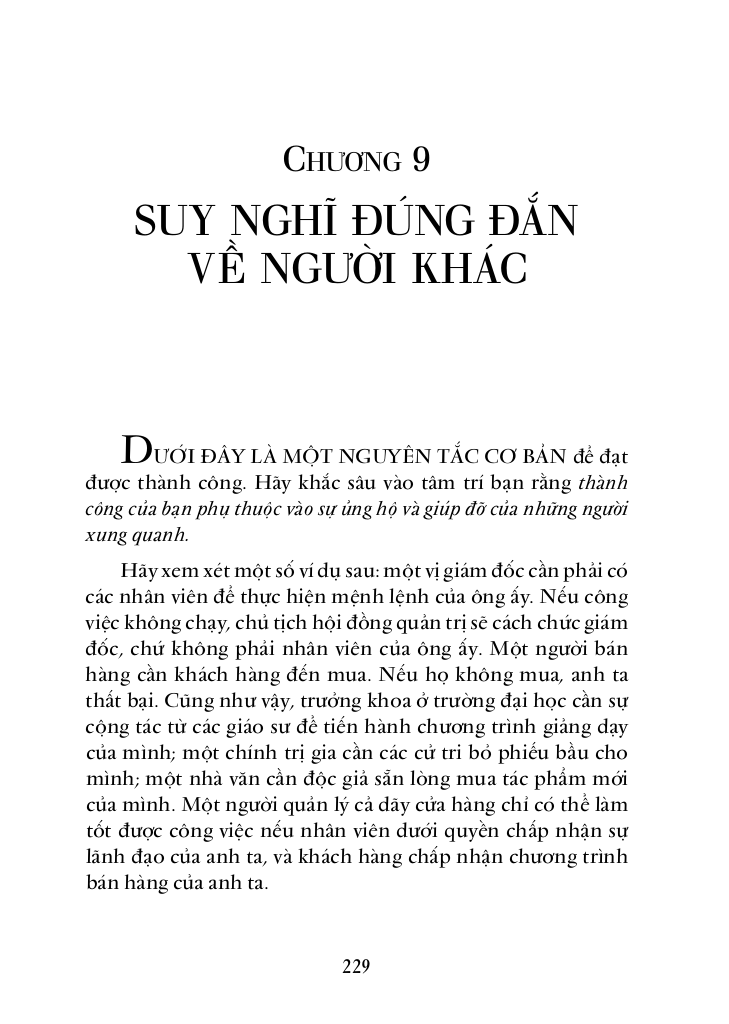 CHƯƠNG 9
SUY NGHĨ ĐÚNG ĐẮN
VỀ NGƯỜI KHÁC
DƯỚI ĐÂY LÀ MỘT NGUYÊN TẮC CƠ BẢN để đạt
được thành công. Hãy khắc sâu vào tâm trí bạn rằng thành
công của bạn phụ thuộc vào sự ủng hộ và giúp đỡ của những người
xung quanh.
Hãy xem xét một số ví dụ sau: một vị giám đốc cần phải có
các nhân viên để thực hiện mệnh lệnh của ông ấy. Nếu công
việc không chạy, chủ tịch hội đồng quản trị sẽ cách chức giám
đốc, chứ không phải nhân viên của ông ấy. Một người bán
hàng cần khách hàng đến mua. Nếu họ không mua, anh ta
thất bại. Cũng như vậy, trưởng khoa ở trường đại học cần sự
cộng tác từ các giáo sư để tiến hành chương trình giảng dạy
của mình; một chính trị gia cần các cử tri bỏ phiếu bầu cho
mình; một nhà văn cần độc giả sẵn lòng mua tác phẩm mới
của mình. Một người quản lý cả dãy cửa hàng chỉ có thể làm
tốt được công việc nếu nhân viên dưới quyền chấp nhận sự
lãnh đạo của anh ta, và khách hàng chấp nhận chương trình
bán hàng của anh ta.
229